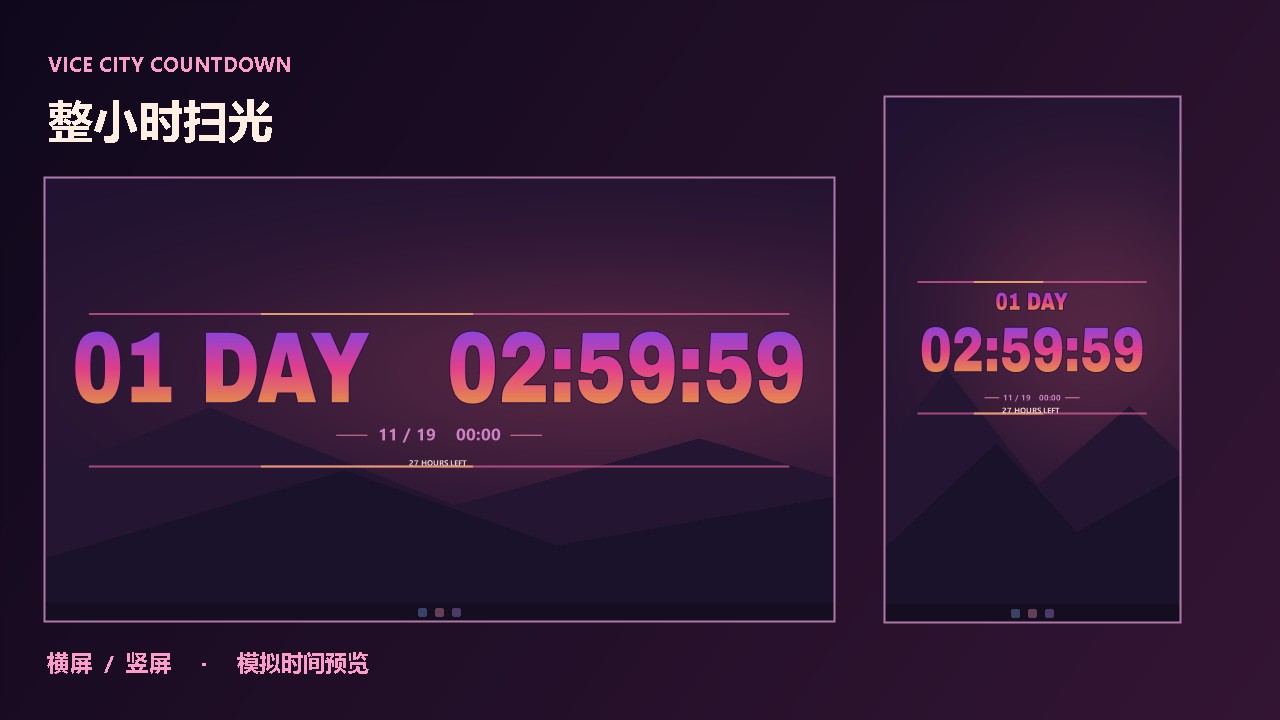 VICE CITY COUNTDOWN
整小时扫光
01 DAY 02:59:59
11 / 19 00:00
27 HOURS LEFT
01 DAY
02:59:59
11 / 19 00:00
27 HOURS LEFT
横屏 / 竖屏 · 模拟时间预览